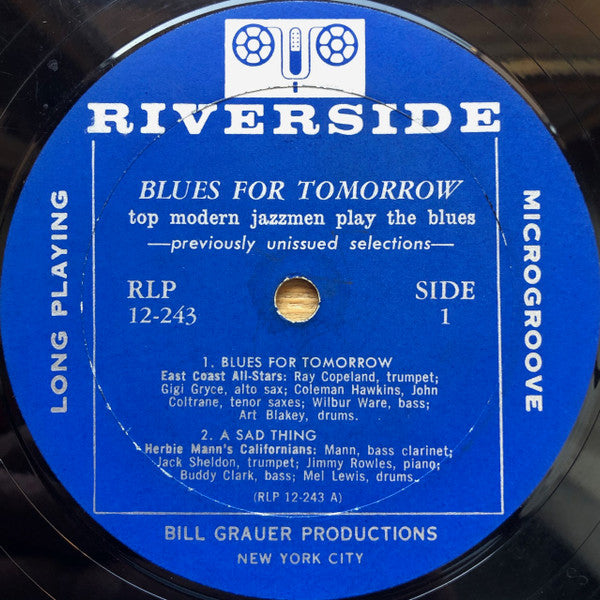 RIVERSIDE
BLUES FOR TOMORROW
top modern jazzmen play the blues
—previously unissued selections—
LONG PLAYING
MICROGROOVE
RLP
12-243
SIDE
1
1. BLUES FOR TOMORROW
East Coast All-Stars: Ray Copeland, trumpet;
Gigi Gryce, alto sax; Coleman Hawkins, John
Coltrane, tenor saxes; Wilbur Ware, bass;
Art Blakey, drums.
2. A SAD THING
Herbie Mann's Californians: Mann, bass clarinet;
Jack Sheldon, trumpet; Jimmy Rowles, piano;
Buddy Clark, bass; Mel Lewis, drums.
(RLP 12-243 A)
BILL GRAUER PRODUCTIONS
NEW YORK CITY